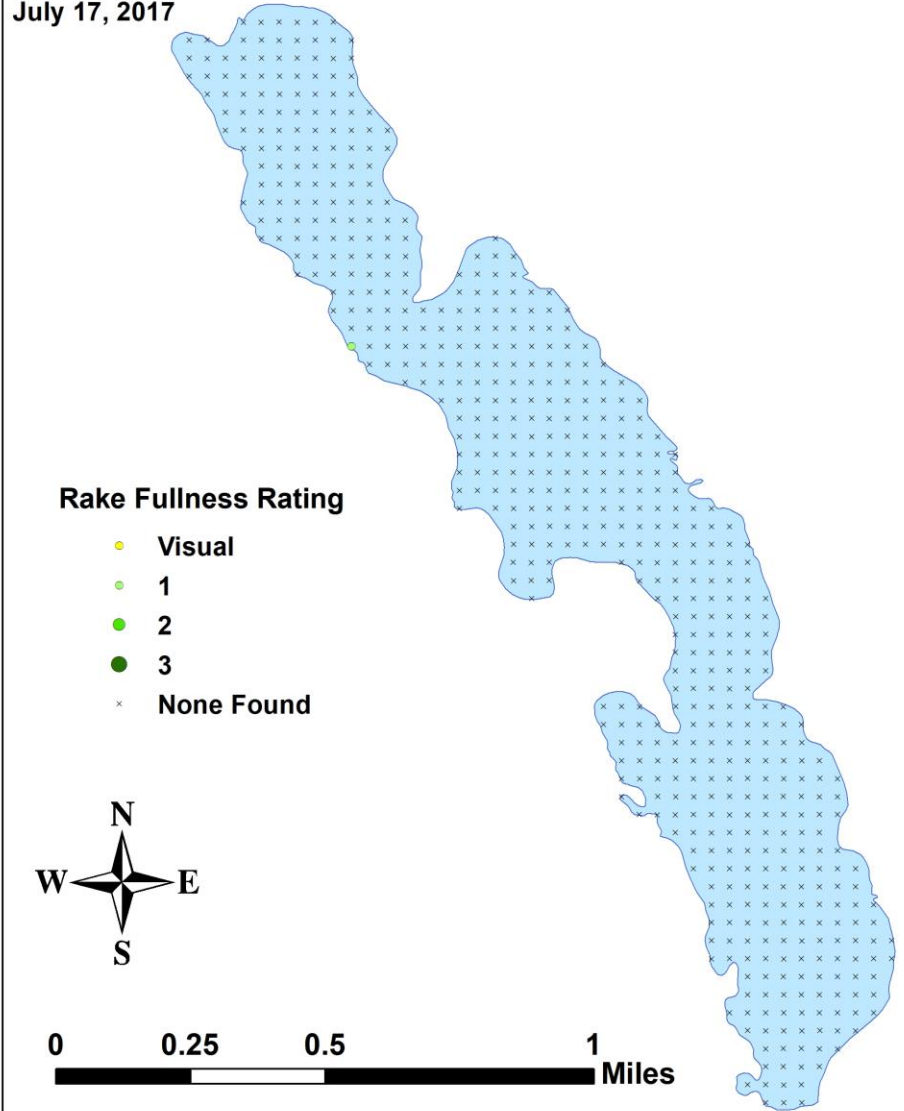 July 17, 2017
Rake Fullness Rating
Visual
1
2
3
None Found
N
W E
S
0 0.25 0.5 1
Miles